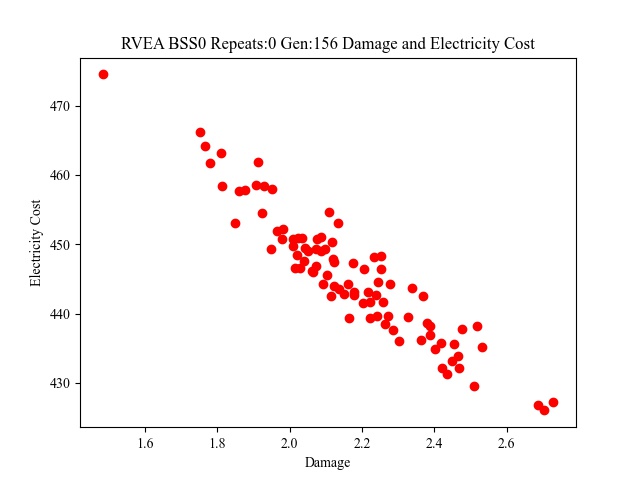 RVEA BSS0 Repeats:0 Gen:156 Damage and Electricity Cost
470
460
450
440
430
Electricity Cost
1.6 1.8 2.0 2.2 2.4 2.6
Damage